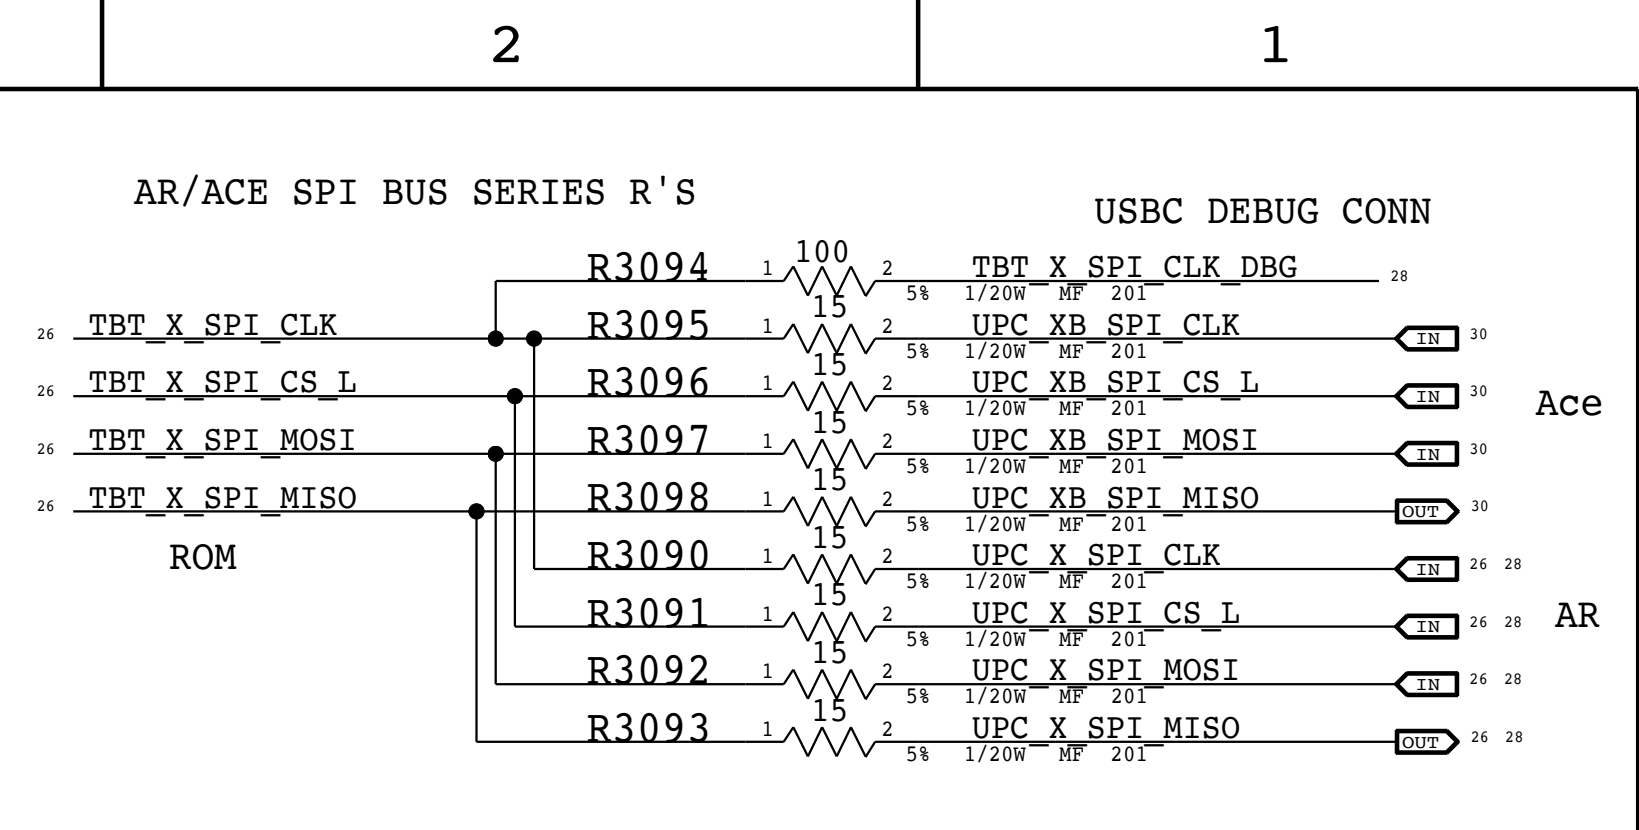 2 1
AR/ACE SPI BUS SERIES R'S
USBC DEBUG CONN
100
R3094 1 2 TBT_X_SPI_CLK_DBG 28
5% 1/20W MF 201
15
26 TBT_X_SPI_CLK R3095 1 2 UPC_XB_SPI_CLK IN 30
5% 1/20W MF 201
15
26 TBT_X_SPI_CS_L R3096 1 2 UPC_XB_SPI_CS_L IN 30
Ace
5% 1/20W MF 201
15
26 TBT_X_SPI_MOSI R3097 1 2 UPC_XB_SPI_MOSI IN 30
5% 1/20W MF 201
15
26 TBT_X_SPI_MISO R3098 1 2 UPC_XB_SPI_MISO OUT 30
5% 1/20W MF 201
15
ROM R3090 1 2 UPC_X_SPI_CLK IN 26 28
5% 1/20W MF 201
15
R3091 1 2 UPC_X_SPI_CS_L IN 26 28 AR
5% 1/20W MF 201
15
R3092 1 2 UPC_X_SPI_MOSI IN 26 28
5% 1/20W MF 201
15
R3093 1 2 UPC_X_SPI_MISO OUT 26 28
5% 1/20W MF 201